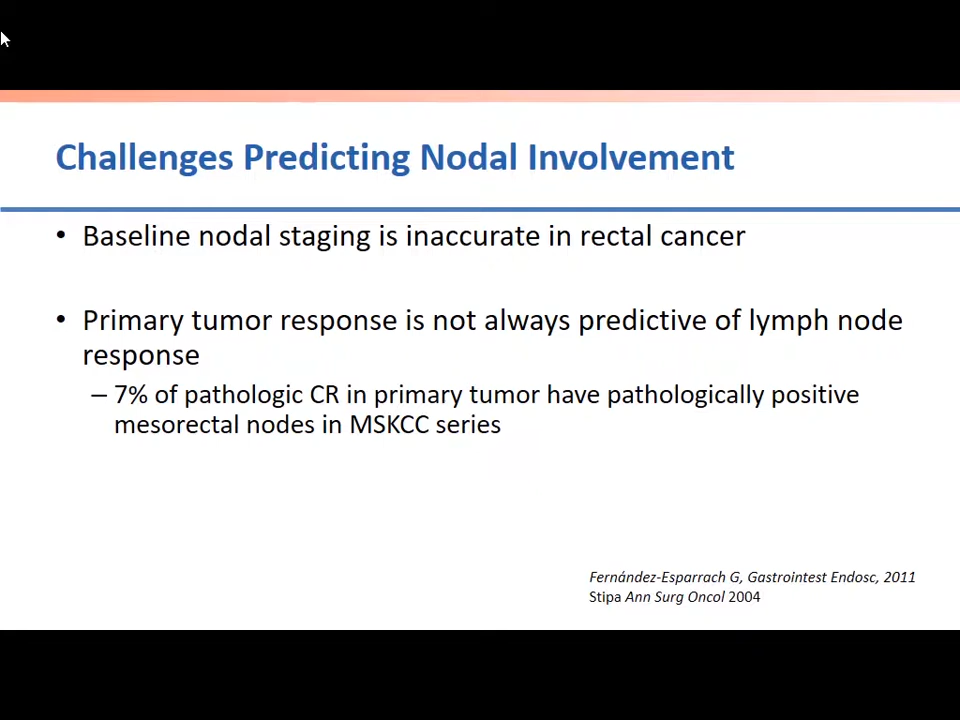 Challenges Predicting Nodal Involvement
• Baseline nodal staging is inaccurate in rectal cancer
• Primary tumor response is not always predictive of lymph node
response
– 7% of pathologic CR in primary tumor have pathologically positive
mesorectal nodes in MSKCC series
Fernández-Esparrach G, Gastrointest Endosc, 2011
Stipa Ann Surg Oncol 2004